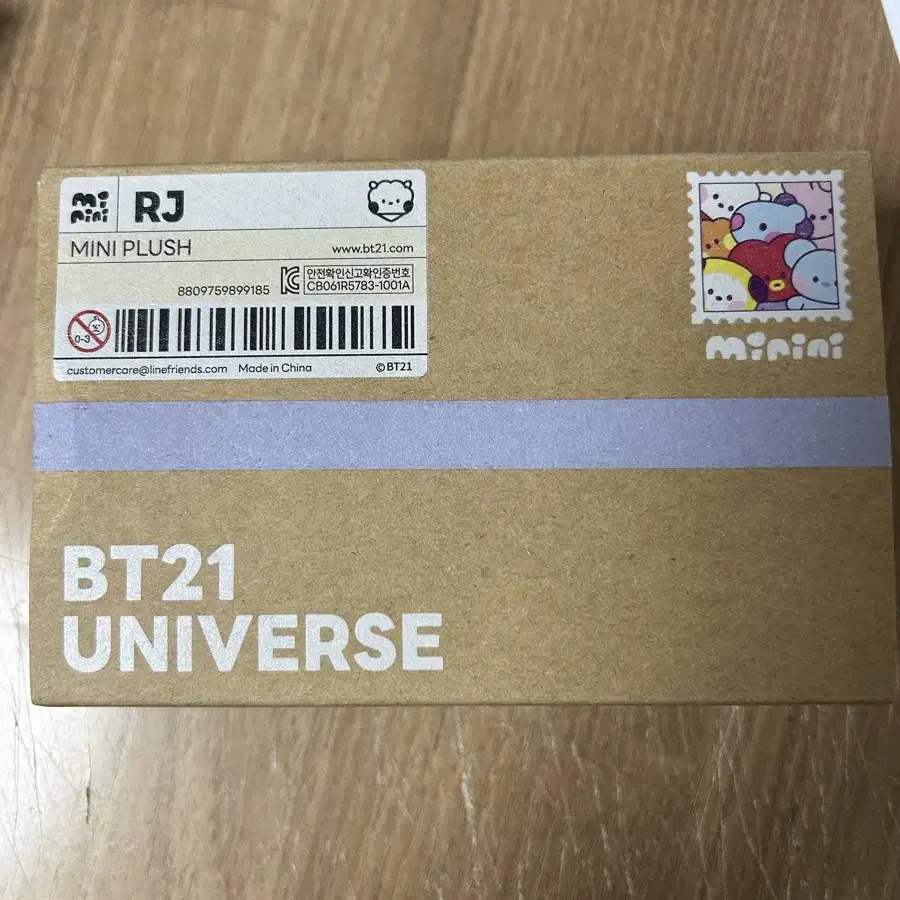 mi
nini
RJ
MINI PLUSH
www.bt21.com
8809759899185
안전확인신고확인증번호
CB061R5783-1001A
0-3
customercare@linefriends.com Made in China ©BT21
minini
BT21
UNIVERSE